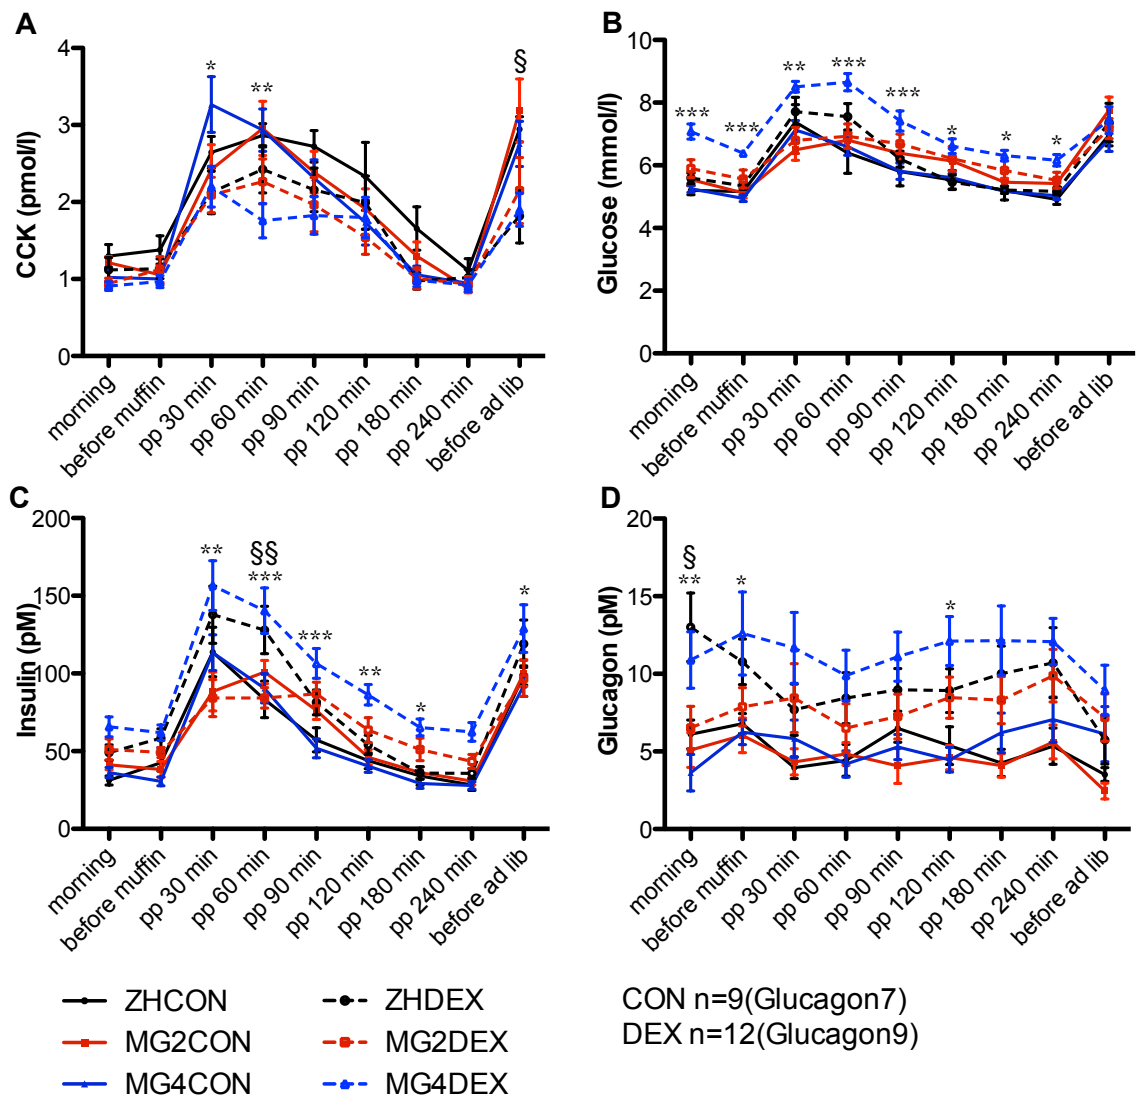 A
CCK (pmol/l)
4
3
2
1
0
*
**
§
morning
before muffin
pp 30 min
pp 60 min
pp 90 min
pp 120 min
pp 180 min
pp 240 min
before ad lib
B
Glucose (mmol/l)
10
8
6
4
2
0
***
***
**
***
***
*
*
*
morning
before muffin
pp 30 min
pp 60 min
pp 90 min
pp 120 min
pp 180 min
pp 240 min
before ad lib
C
Insulin (pM)
200
150
100
50
0
**
§§
***
***
**
*
*
morning
before muffin
pp 30 min
pp 60 min
pp 90 min
pp 120 min
pp 180 min
pp 240 min
before ad lib
D
Glucagon (pM)
20
15
10
5
0
§
**
*
*
morning
before muffin
pp 30 min
pp 60 min
pp 90 min
pp 120 min
pp 180 min
pp 240 min
before ad lib
ZHCON
MG2CON
MG4CON
ZHDEX
MG2DEX
MG4DEX
CON n=9(Glucagon7)
DEX n=12(Glucagon9)